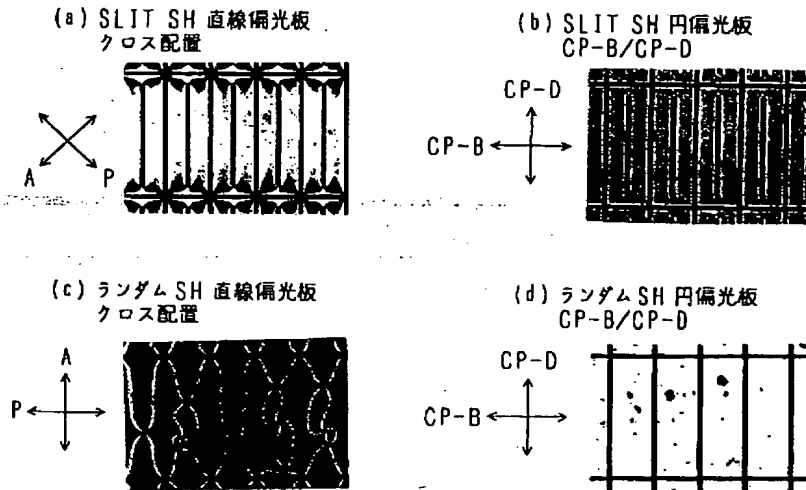 (a) SLIT SH 直線偏光板
クロス配置
A
P
(b) SLIT SH 円偏光板
CP-B/CP-D
CP-D
CP-B
(c) ランダム SH 直線偏光板
クロス配置
A
P
(d) ランダム SH 円偏光板
CP-B/CP-D
CP-D
CP-B